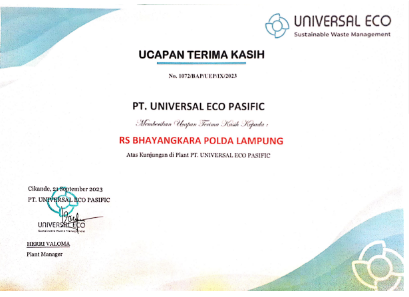 UNIVERSAL ECO
Sustainable Waste Management
UCAPAN TERIMA KASIH
No. 1072/BAP/UEP/IX/2023
PT. UNIVERSAL ECO PASIFIC
Memberikan Ucapan Terima Kasih Kepada :
RS BHAYANGKARA POLDA LAMPUNG
Atas Kunjungan di Plant PT. UNIVERSAL ECO PASIFIC
Cikande, 21 September 2023
PT. UNIVERSAL ECO PASIFIC
UNIVERSAL ECO
HERRI VALOMA
Plant Manager